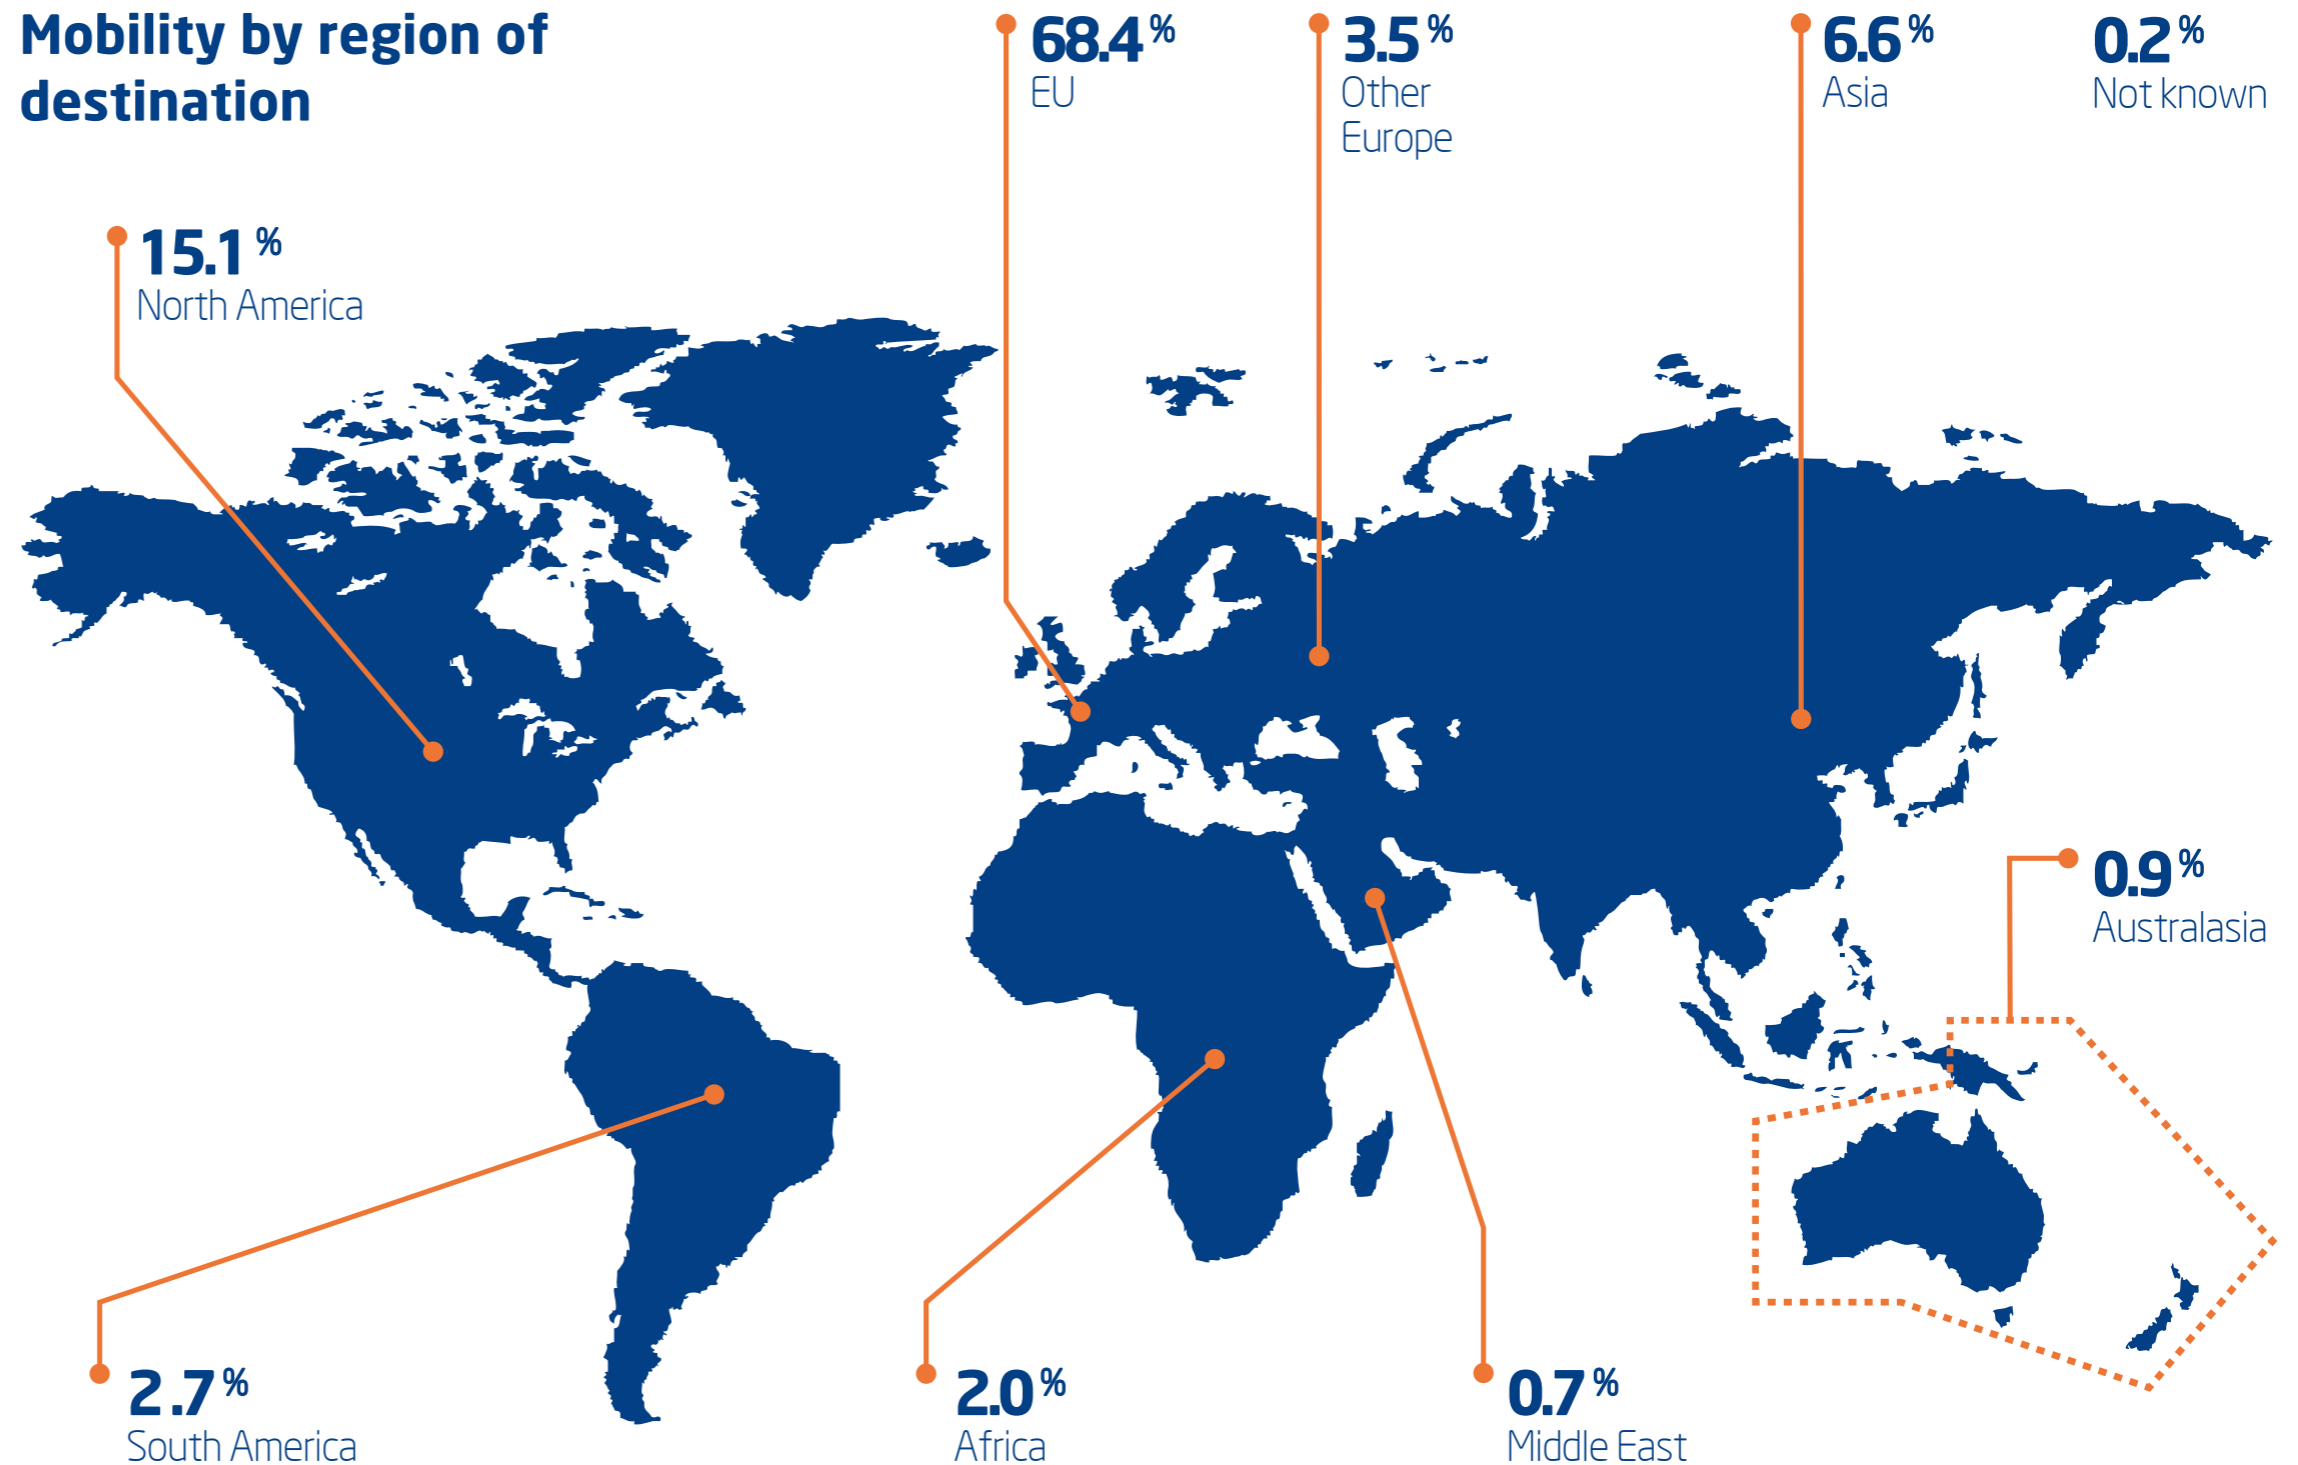 Mobility by region of
destination
68.4%
EU
3.5%
Other
Europe
6.6%
Asia
0.2%
Not known
15.1%
North America
0.9%
Australasia
2.7%
South America
2.0%
Africa
0.7%
Middle East